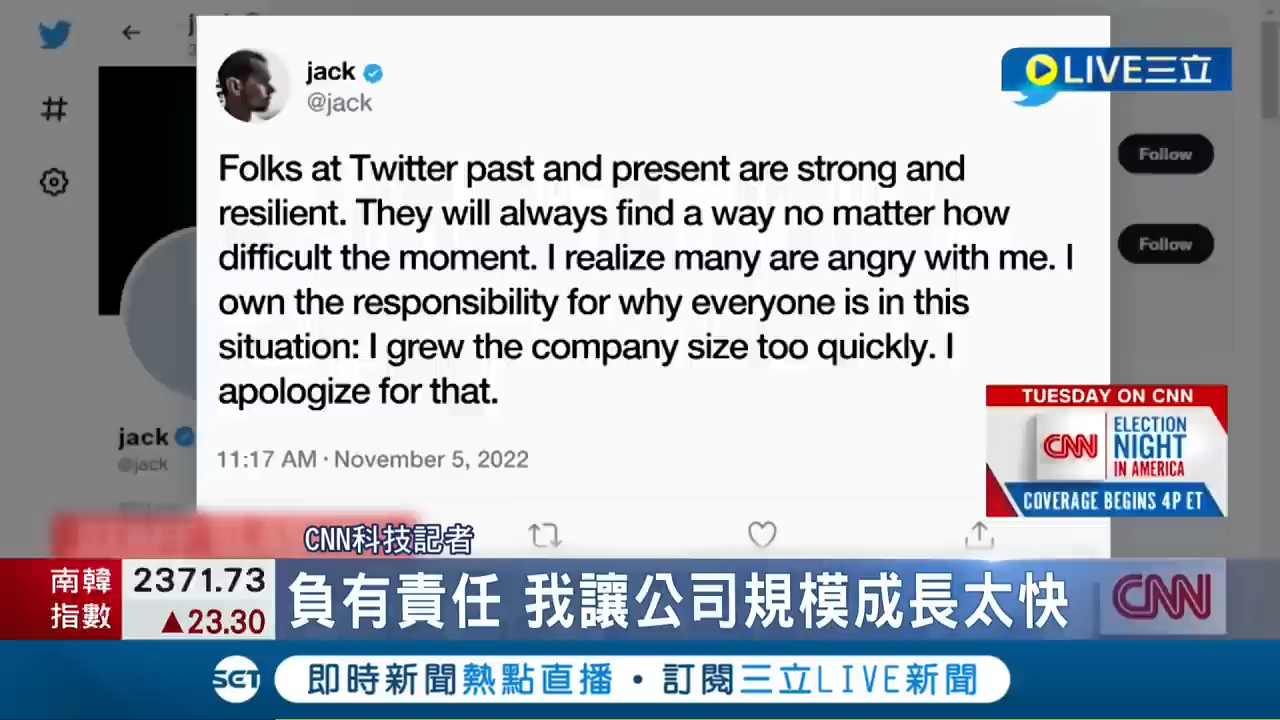 jack
@jack
LIVE三立
Follow
Follow
Folks at Twitter past and present are strong and
resilient. They will always find a way no matter how
difficult the moment. I realize many are angry with me. I
own the responsibility for why everyone is in this
situation: I grew the company size too quickly. I
apologize for that.
11:17 AM · November 5, 2022
jack
@jack
TUESDAY ON CNN
CNN
ELECTION
NIGHT
IN AMERICA
COVERAGE BEGINS 4P ET
CNN科技記者
南韓
指數
2371.73
▲23.30
負有責任 我讓公司規模成長太快
CNN
SET
即時新聞熱點直播・訂閱三立LIVE新聞